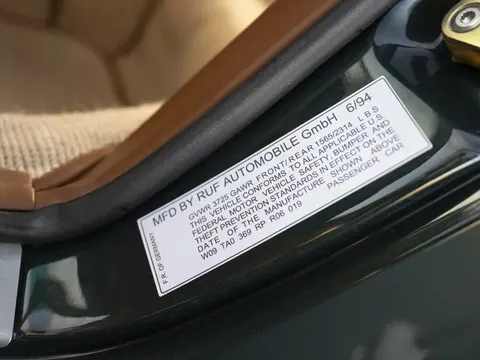 MFD BY RUF AUTOMOBILE GmbH 6/94
GVWR 3725 GAWR FRONT/REAR 1565/2314 LBS
THIS VEHICLE CONFORMS TO ALL APPLICABLE U.S.
FEDERAL MOTOR VEHICLE SAFETY, BUMPER AND
THEFT PREVENTION STANDARDS IN EFFECT ON THE
DATE OF THE MANUFACTURE SHOWN ABOVE
W09 TA0 369 RP R06 019 PASSENGER CAR
F.R. OF GERMANY